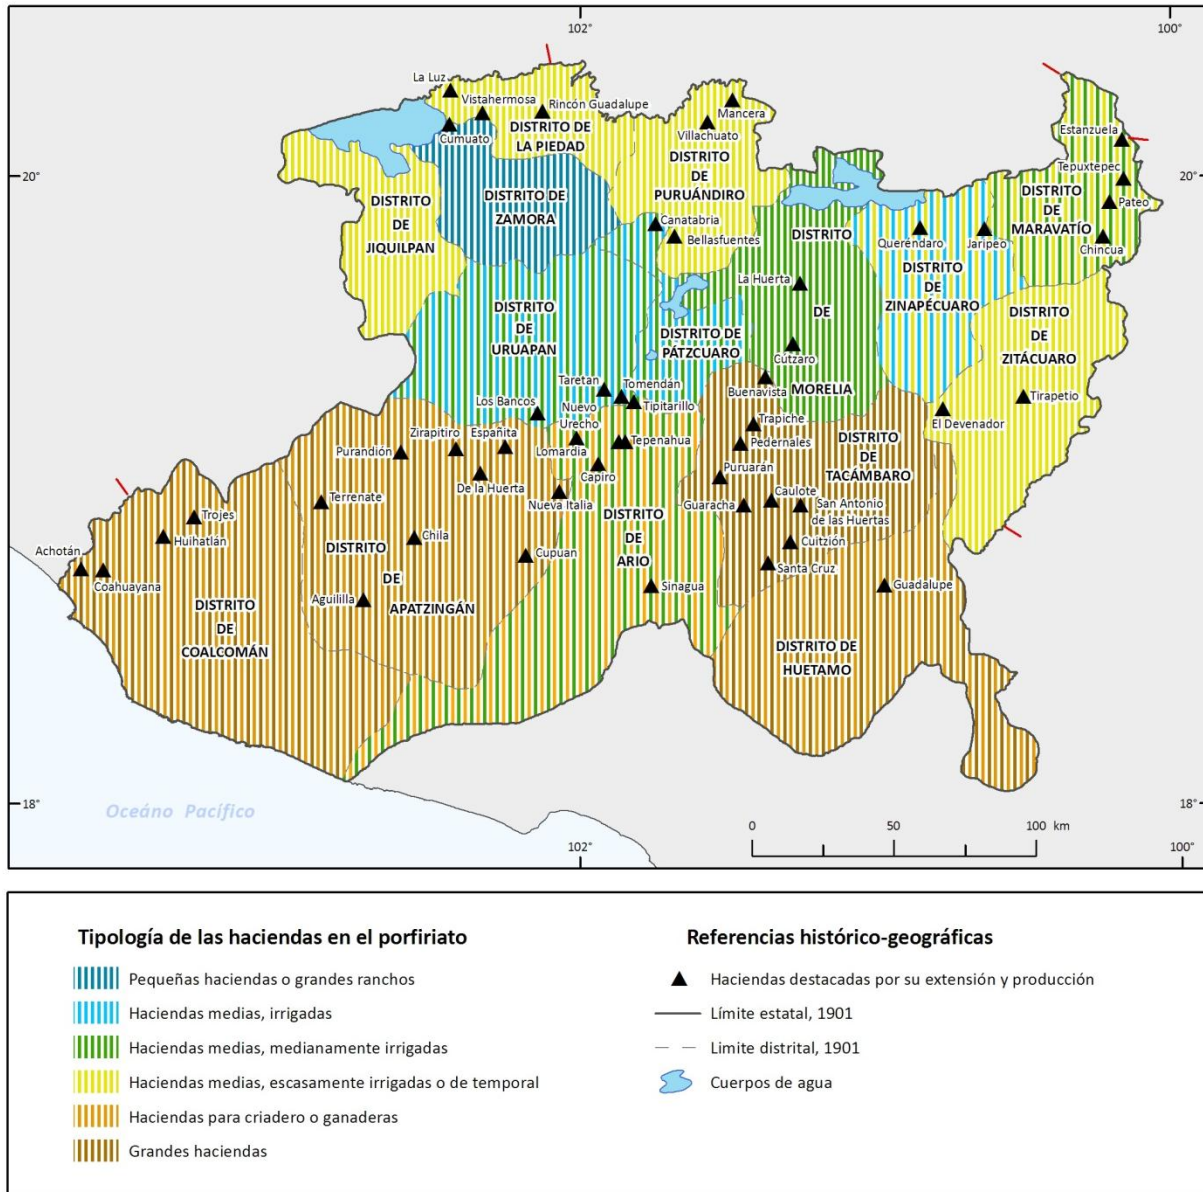 102°
100°
La Luz
Vistahermosa
Rincón Guadalupe
Mancera
Cumuato
DISTRITO DE
LA PIEDAD
Villachuato
Estanzuela
20°
20°
DISTRITO
DE
PURUÁNDIRO
Tepuxtepec
DISTRITO DE
ZAMORA
DISTRITO
DE
JIQUILPAN
Pateo
DISTRITO
DE
MARAVATÍO
Canatabria
Bellasfuentes
DISTRITO
DE
MORELIA
Querendaro
Jaripeo
Chincua
DISTRITO
DE
ZINAPÉCUARO
La Huerta
DISTRITO
DE
URUAPAN
DISTRITO DE
PÁTZCUARO
DISTRITO
DE
ZITÁCUARO
Cútzaro
Taretan
Tomendán
Buenavista
Los Bancos
Nuevo
Urecho
Tipitarillo
Tirapetio
El Devenador
Zirapitiro
Españita
Trapiche
Purandión
Lomardia
Tepenahua
Pedernales
DISTRITO
DE
TACÁMBARO
De la Huerta
Capiro
Puruarán
Terrenate
Nueva Italia
Guaracha
Caulote
San Antonio
de las Huertas
Trojes
Huihatlán
Chila
DISTRITO
DE
APATZINGÁN
DISTRITO
DE
ARIO
Cuitzión
Achotán
Coahuayana
Cupuan
Santa Cruz
Aguililla
Sinagua
Guadalupe
DISTRITO
DE
COALCOMÁN
DISTRITO DE
HUETAMO
18°
18°
Oceáno Pacífico
0 50 100 km
102°
100°
Tipología de las haciendas en el porfiriato
Pequeñas haciendas o grandes ranchos
Haciendas medias, irrigadas
Haciendas medias, medianamente irrigadas
Haciendas medias, escasamente irrigadas o de temporal
Haciendas para criadero o ganaderas
Grandes haciendas
Referencias histórico-geográficas
Haciendas destacadas por su extensión y producción
Límite estatal, 1901
Limite distrital, 1901
Cuerpos de agua